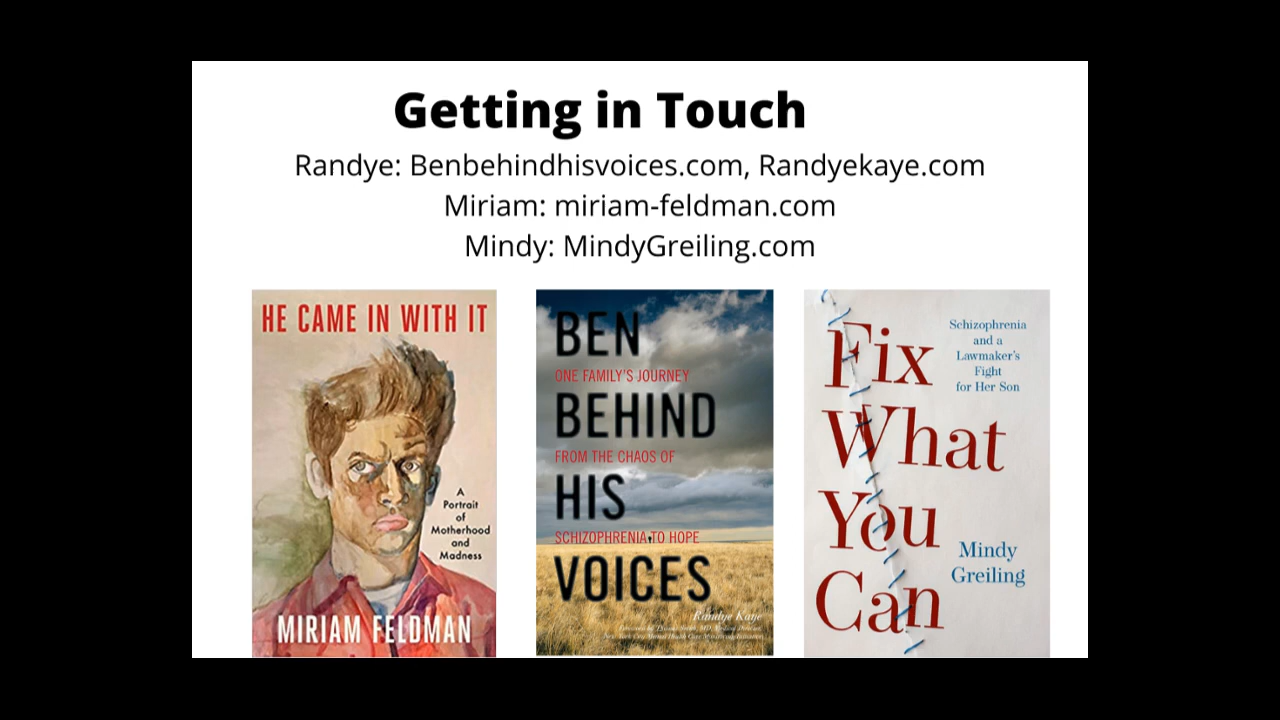 Getting in Touch
Randye: Benbehindhisvoices.com, Randyekaye.com
Miriam: miriam-feldman.com
Mindy: MindyGreiling.com
HE CAME IN WITH IT
A
Portrait
of
Motherhood
and
Madness
MIRIAM FELDMAN
BEN
ONE FAMILY'S JOURNEY
BEHIND
FROM THE CHAOS OF
HIS
SCHIZOPHRENIA TO HOPE
VOICES
Randye Kaye
Schizophrenia
and a
Lawmaker's
Fight
for Her Son
Fix
What
You
Can
Mindy
Greiling